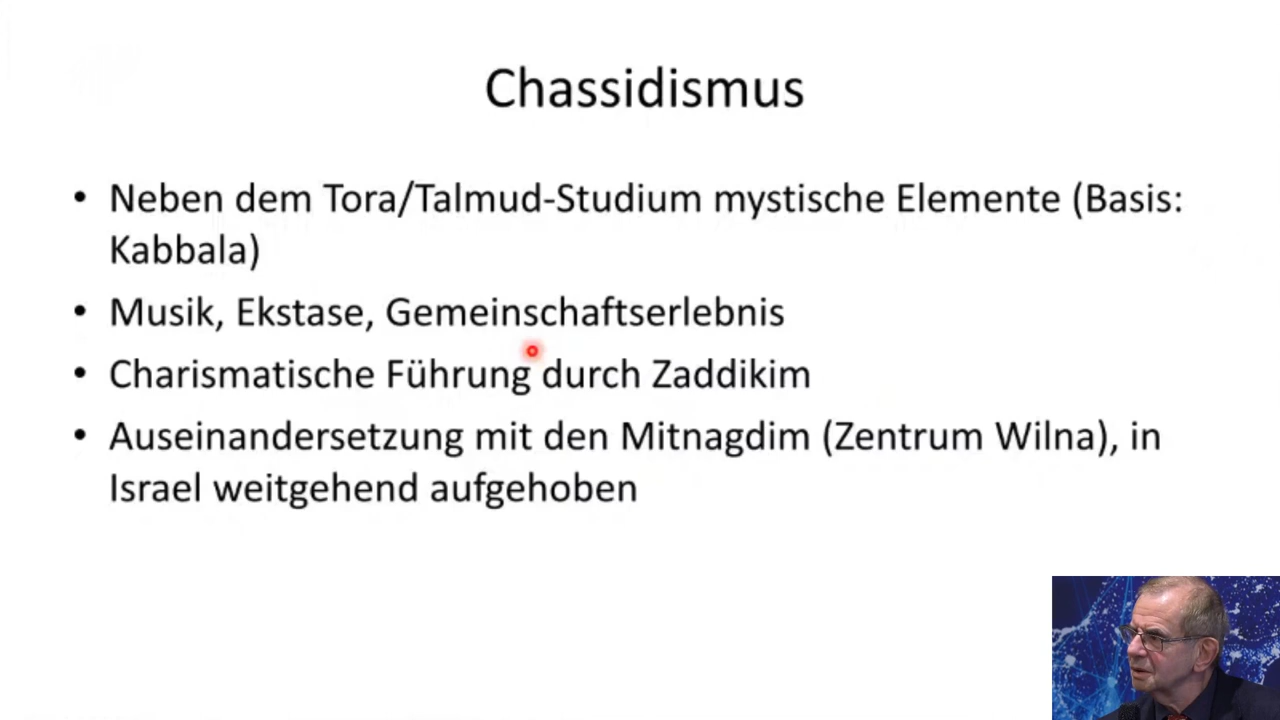 Chassidismus
• Neben dem Tora/Talmud-Studium mystische Elemente (Basis:
Kabbala)
• Musik, Ekstase, Gemeinschaftserlebnis
• Charismatische Führung durch Zaddikim
• Auseinandersetzung mit den Mitnagdim (Zentrum Wilna), in
Israel weitgehend aufgehoben